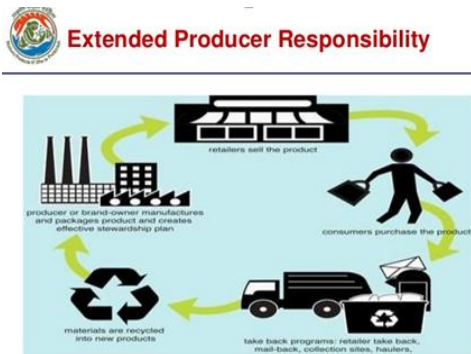 Extended Producer Responsibility
retailers sell the product
producer or brand-owner manufactures
and packages product and creates
effective stewardship plan
consumers purchase the product
materials are recycled
into new products
take back programs: retailer take back,
mail-back, collection sites, haulers,